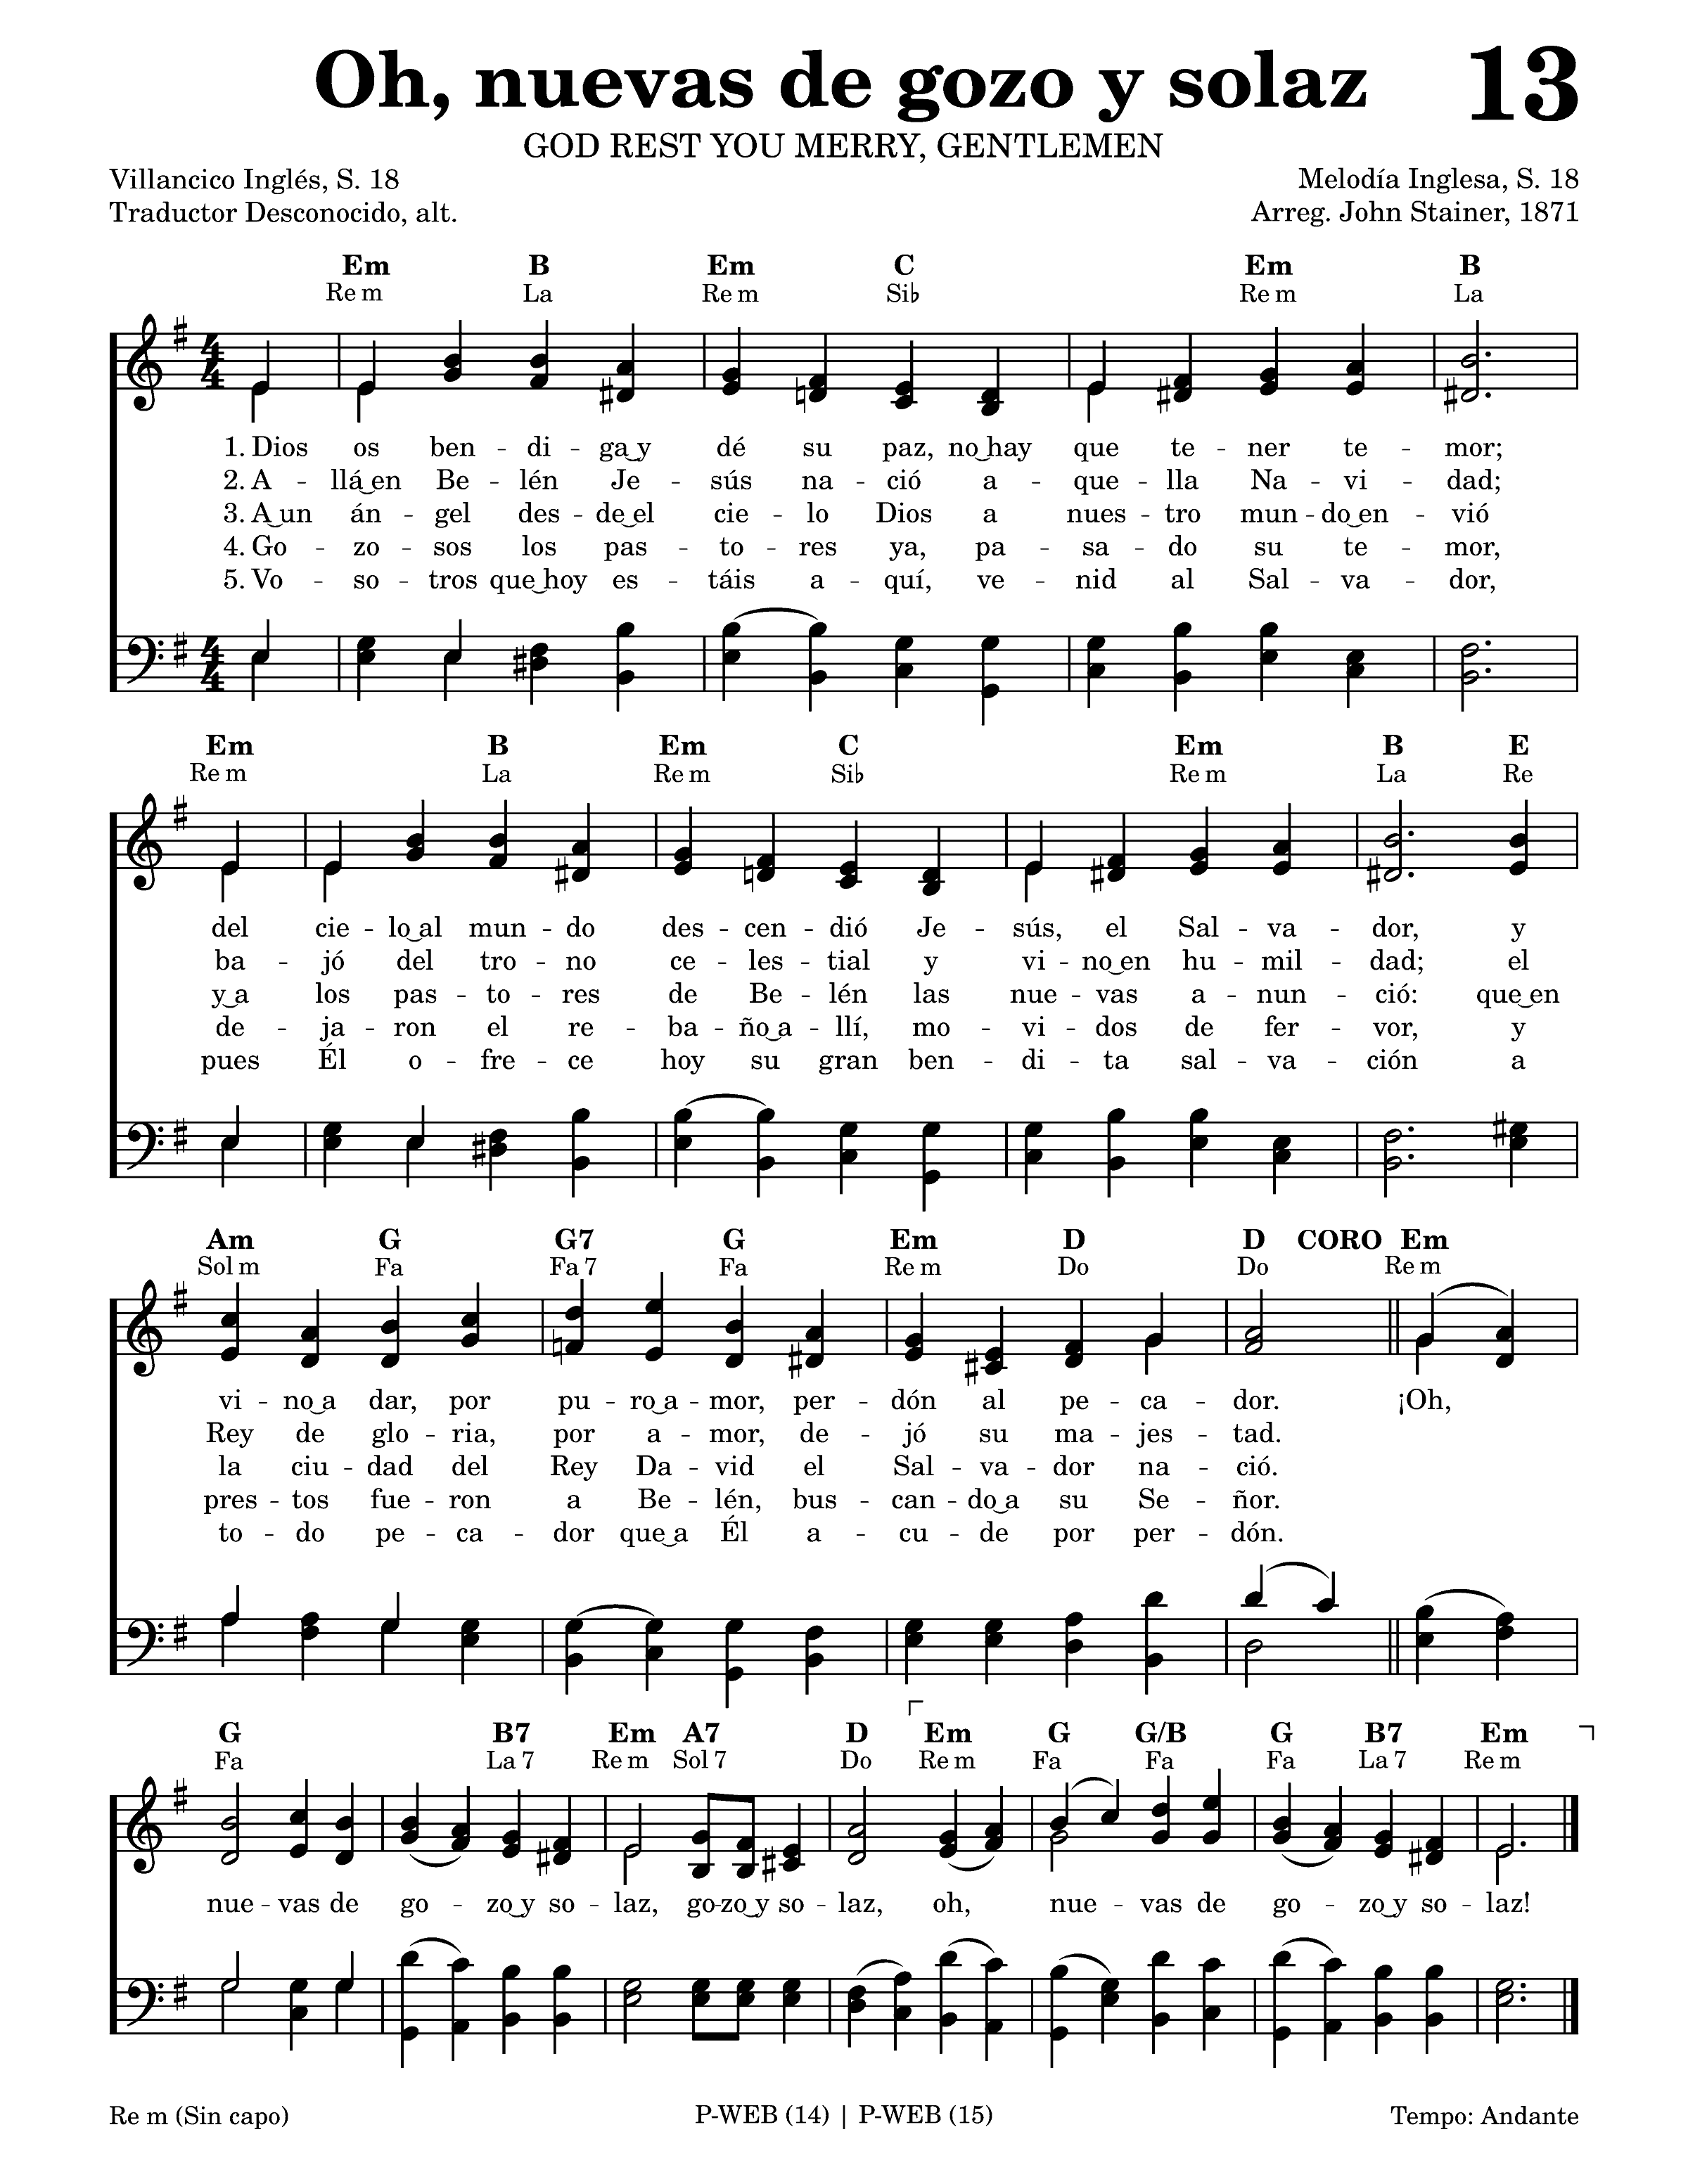 Oh, nuevas de gozo y solaz 13
GOD REST YOU MERRY, GENTLEMEN
Villancico Inglés, S. 18 Melodía Inglesa, S. 18
Traductor Desconocido, alt. Arreg. John Stainer, 1871
Em B Em C Em B
Re m La Re m Si♭ Re m La
1. Dios os ben - di - ga‿y dé su paz, no‿hay que te - ner te - mor;
2. A - llá‿en Be - lén Je - sús na - ció a - que - lla Na - vi - dad;
3. A‿un án - gel des - de‿el cie - lo Dios a nues - tro mun - do‿en - vió
4. Go - zo - sos los pas - to - res ya, pa - sa - do su te - mor,
5. Vo - so - tros que‿hoy es - táis a - quí, ve - nid al Sal - va - dor,
Em B Em C Em B E
Re m La Re m Si♭ Re m La Re
del cie - lo‿al mun - do des - cen - dió Je - sús, el Sal - va - dor, y
ba - jó del tro - no ce - les - tial y vi - no‿en hu - mil - dad; el
y‿a los pas - to - res de Be - lén las nue - vas a - nun - ció: que‿en
de - ja - ron el re - ba - ño‿a - llí, mo - vi - dos de fer - vor, y
pues Él o - fre - ce hoy su gran ben - di - ta sal - va - ción a
Am G G7 G Em D D CORO Em
Sol m Fa Fa 7 Fa Re m Do Do Re m
vi - no‿a dar, por pu - ro‿a - mor, per - dón al pe - ca - dor. ¡Oh,
Rey de glo - ria, por a - mor, de - jó su ma - jes - tad.
la ciu - dad del Rey Da - vid el Sal - va - dor na - ció.
pres - tos fue - ron a Be - lén, bus - can - do‿a su Se - ñor.
to - do pe - ca - dor que‿a Él a - cu - de por per - dón.
G B7 Em A7 D Em G G/B G B7 Em
Fa La 7 Re m Sol 7 Do Re m Fa Fa Fa La 7 Re m
nue - vas de go - zo‿y so - laz, go - zo‿y so - laz, oh, nue - vas de go - zo‿y so - laz!
Re m (Sin capo) P-WEB (14) | P-WEB (15) Tempo: Andante